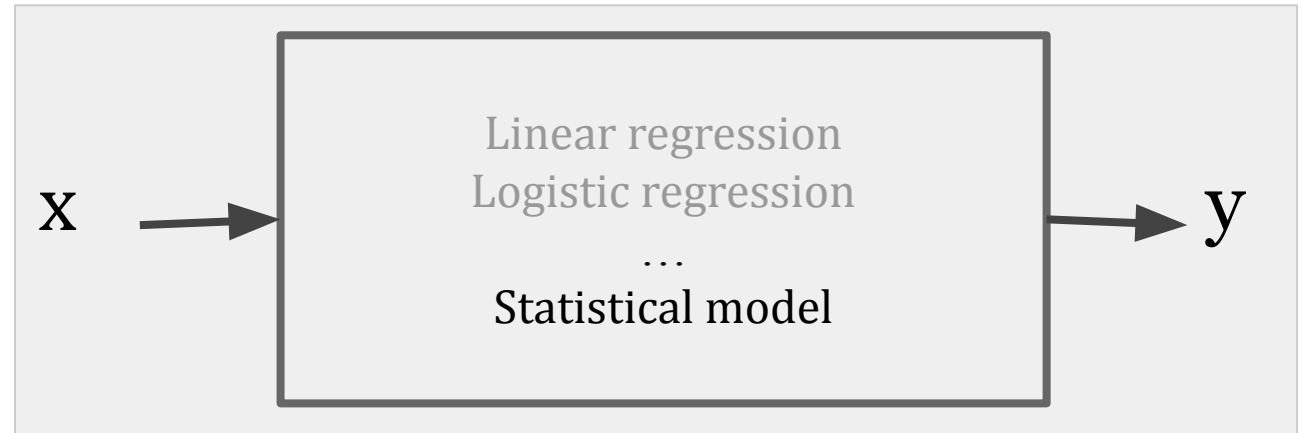 x
Linear regression
Logistic regression
…
Statistical model
y